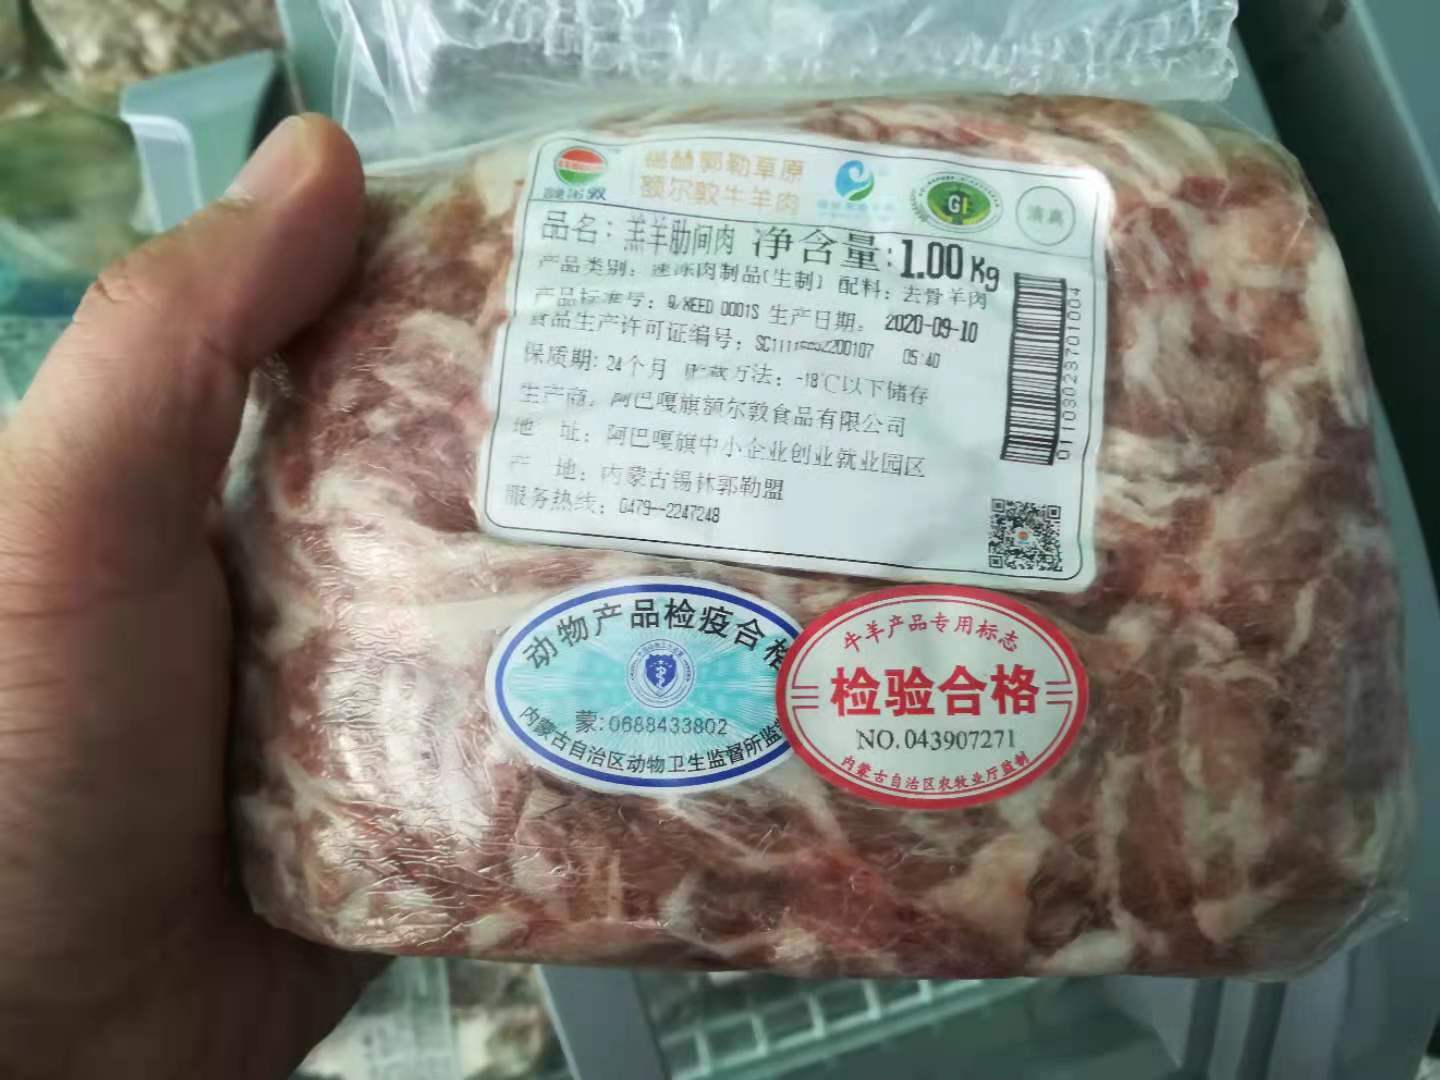 锡林郭勒草原
额尔敦牛羊肉
GI
清真
品名：羔羊肋间肉 净含量：1.00Kg
产品类别：速冻肉制品(生制) 配料：去骨羊肉
产品标准号：Q/XEED 0001S 生产日期：2020-09-10
食品生产许可证编号： 05:40
保质期：24个月 贮藏方法：-18℃以下储存
生产商：阿巴嘎旗额尔敦食品有限公司
地 址：阿巴嘎旗中小企业创业就业园区
产 地：内蒙古锡林郭勒盟
服务热线：0479--2247248
动物产品检疫合格
蒙:0688433802
内蒙古自治区动物卫生监督所监
牛羊产品专用标志
检验合格
NO.043907271
内蒙古自治区农牧业厅监制